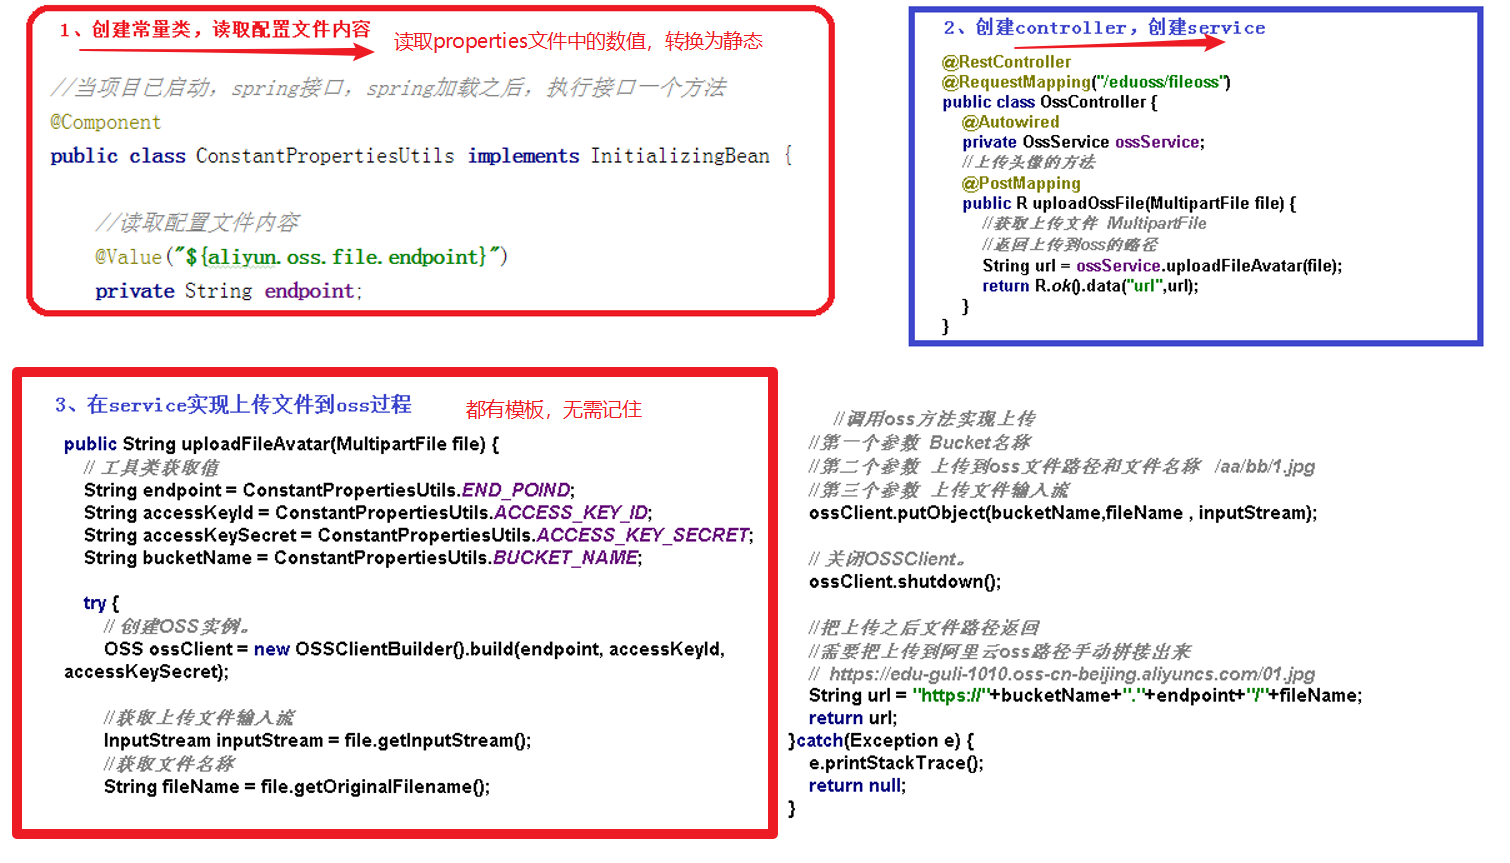 1、创建常量类，读取配置文件内容
读取properties文件中的数值，转换为静态
//当项目已启动，spring接口，spring加载之后，执行接口一个方法
@Component
public class ConstantPropertiesUtils implements InitializingBean {
//读取配置文件内容
@Value("${aliyun.oss.file.endpoint}")
private String endpoint;
2、创建controller，创建service
@RestController
@RequestMapping("/eduoss/fileoss")
public class OssController {
@Autowired
private OssService ossService;
//上传头像的方法
@PostMapping
public R uploadOssFile(MultipartFile file) {
//获取上传文件 MultipartFile
//返回上传到oss的路径
String url = ossService.uploadFileAvatar(file);
return R.ok().data("url",url);
}
}
3、在service实现上传文件到oss过程
都有模板，无需记住
public String uploadFileAvatar(MultipartFile file) {
// 工具类获取值
String endpoint = ConstantPropertiesUtils.END_POIND;
String accessKeyId = ConstantPropertiesUtils.ACCESS_KEY_ID;
String accessKeySecret = ConstantPropertiesUtils.ACCESS_KEY_SECRET;
String bucketName = ConstantPropertiesUtils.BUCKET_NAME;
try {
// 创建OSS实例。
OSS ossClient = new OSSClientBuilder().build(endpoint, accessKeyId,
accessKeySecret);
//获取上传文件输入流
InputStream inputStream = file.getInputStream();
//获取文件名称
String fileName = file.getOriginalFilename();
//调用oss方法实现上传
//第一个参数 Bucket名称
//第二个参数 上传到oss文件路径和文件名称 /aa/bb/1.jpg
//第三个参数 上传文件输入流
ossClient.putObject(bucketName,fileName , inputStream);
// 关闭OSSClient。
ossClient.shutdown();
//把上传之后文件路径返回
//需要把上传到阿里云oss路径手动拼接出来
// https://edu-guli-1010.oss-cn-beijing.aliyuncs.com/01.jpg
String url = "https://"+bucketName+"."+endpoint+"/"+fileName;
return url;
}catch(Exception e) {
e.printStackTrace();
return null;
}